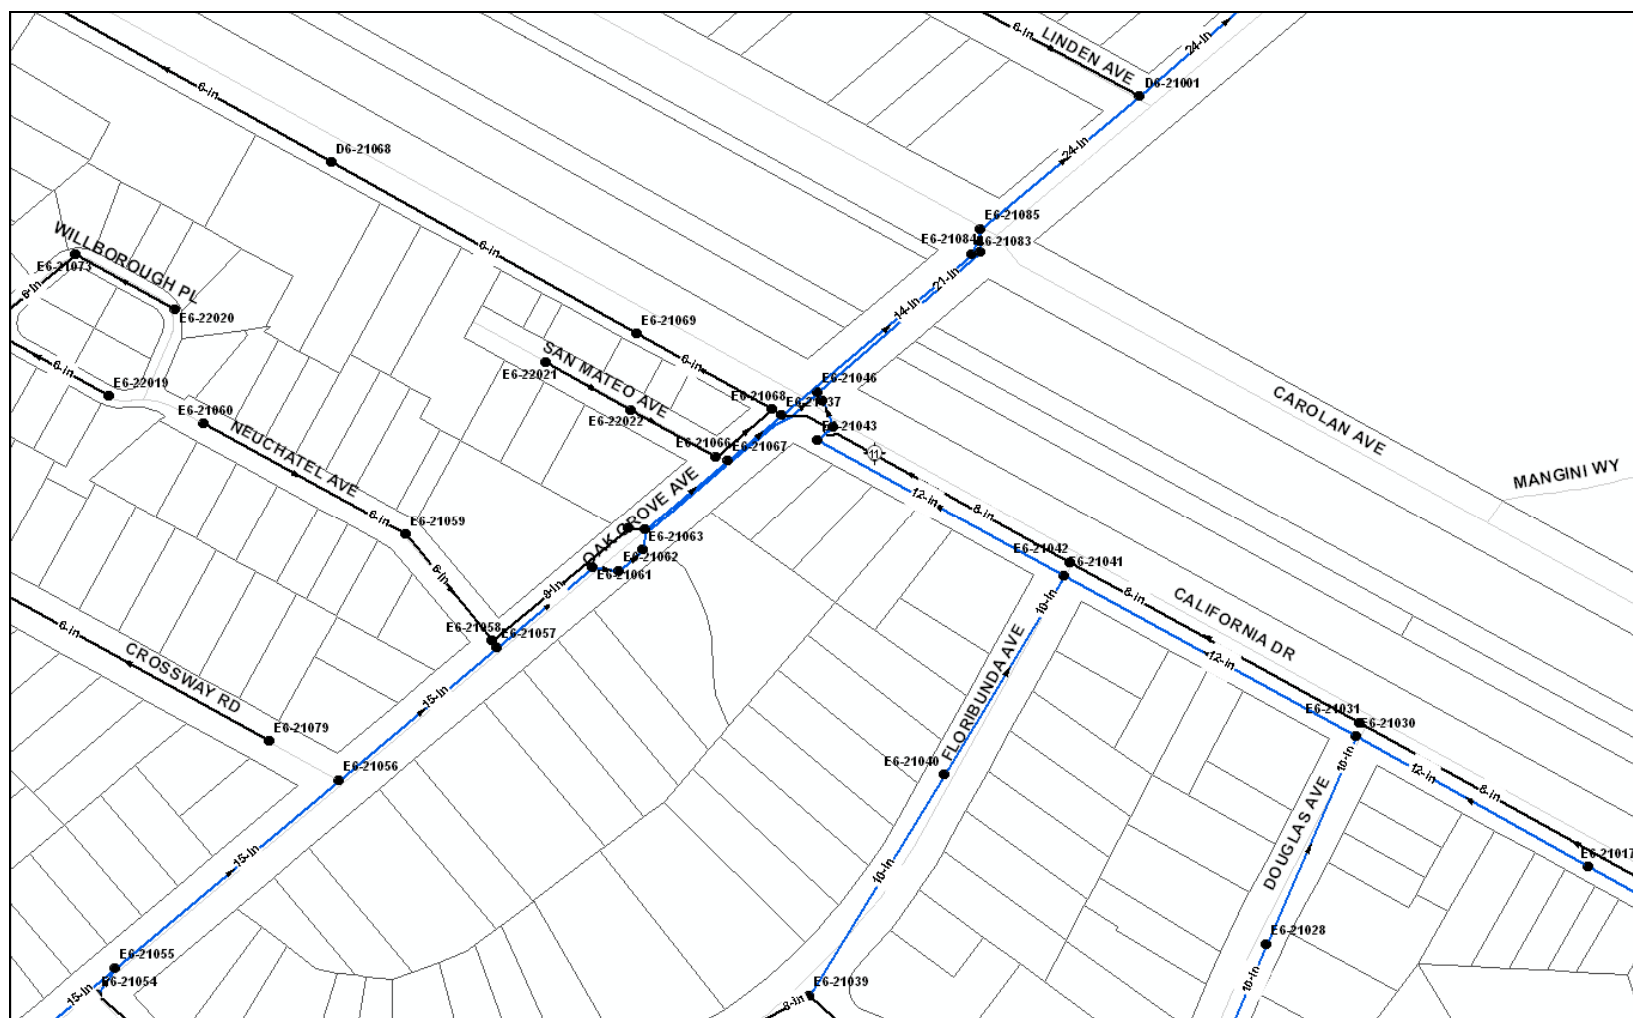 6-in
LINDEN AVE
24-in
D6-21001
6-in
D6-21068
24-in
E6-21085
E6-21084
6-21083
WILLBOROUGH PL
E6-21073
6-in
21-in
6-in
14-in
E6-22020
E6-21069
SAN MATEO AVE
E6-22021
6-in
6-in
E6-22019
E6-21046
CAROLAN AVE
E6-21068
E6-22022
E6-21060
NEUCHATEL AVE
E6-21043
E6-21066
E6-21067
11
MANGINI WY
OAK GROVE AVE
12-in
8-in
6-in
E6-21059
E6-21063
E6-21062
E6-21061
E6-21042
E6-21041
6-in
8-in
10-in
8-in
CALIFORNIA DR
6-in
E6-21058
E6-21057
CROSSWAY RD
FLORIBUNDA AVE
12-in
15-in
E6-21079
E6-21031
E6-21030
E6-21056
E6-21040
10-in
12-in
8-in
DOUGLAS AVE
15-in
10-in
E6-21017
E6-21028
E6-21055
E6-21054
15-in
10-in
E6-21039
8-in